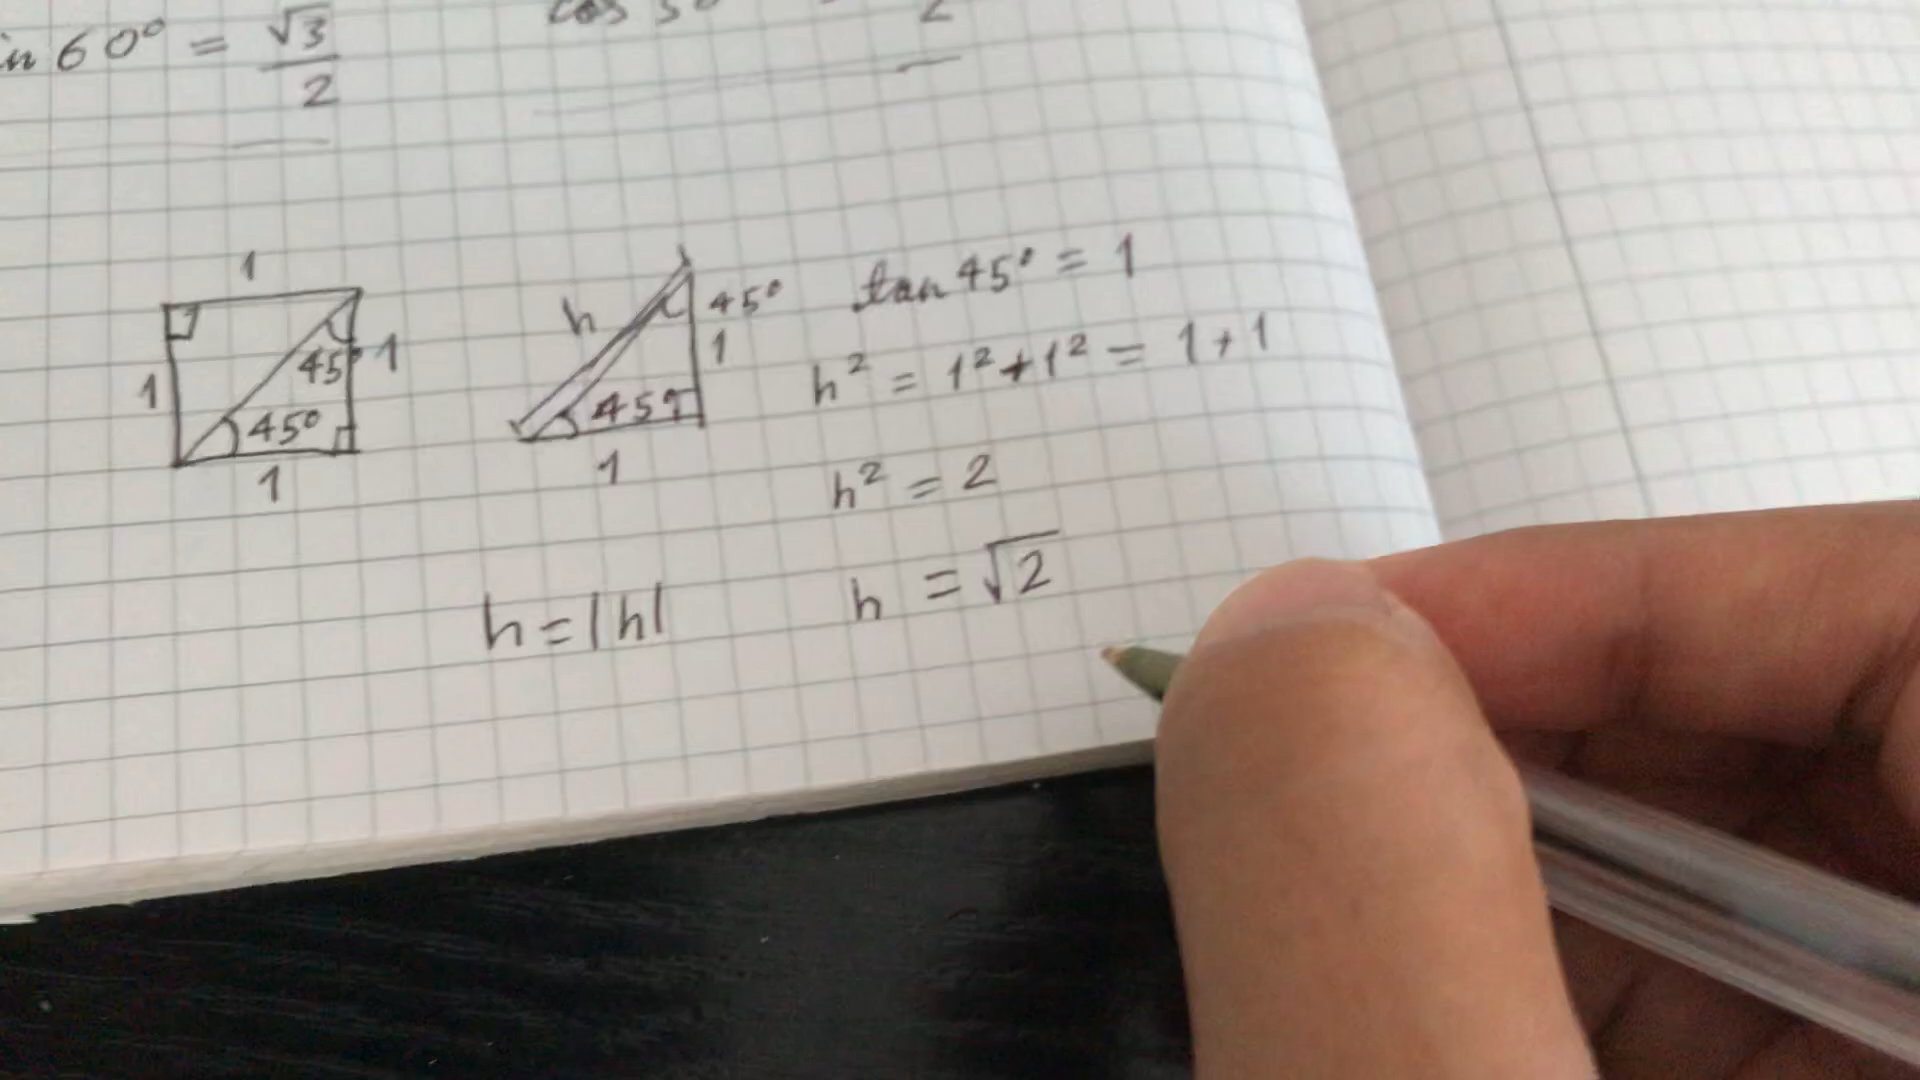 in 60° = √3/2
1
1
45°
1
45°
1
h
45°
1
45°
1
tan 45° = 1
h² = 1² + 1² = 1 + 1
h² = 2
h = |h|
h = √2